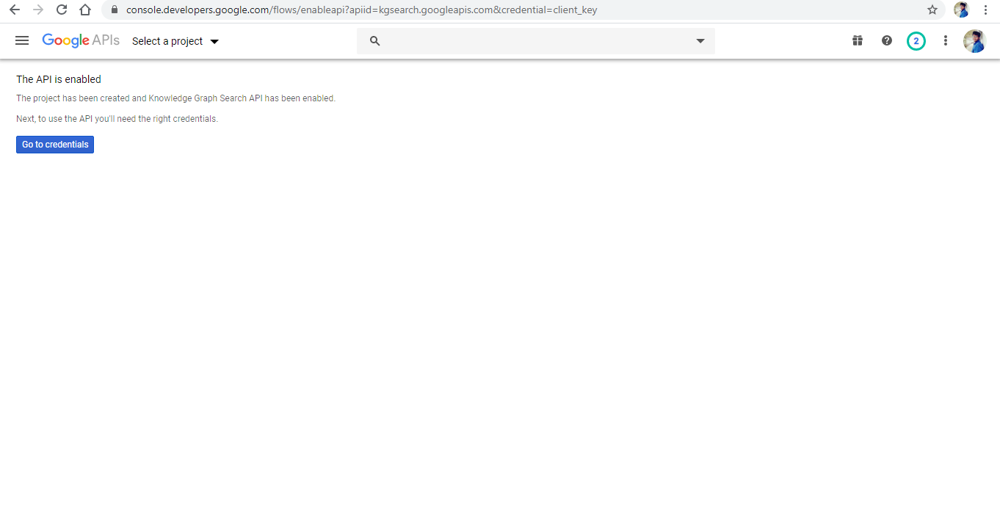 console.developers.google.com/flows/enableapi?apiid=kgsearch.googleapis.com&credential=client_key
Google APIs Select a project 2
The API is enabled
The project has been created and Knowledge Graph Search API has been enabled.
Next, to use the API you'll need the right credentials.
Go to credentials